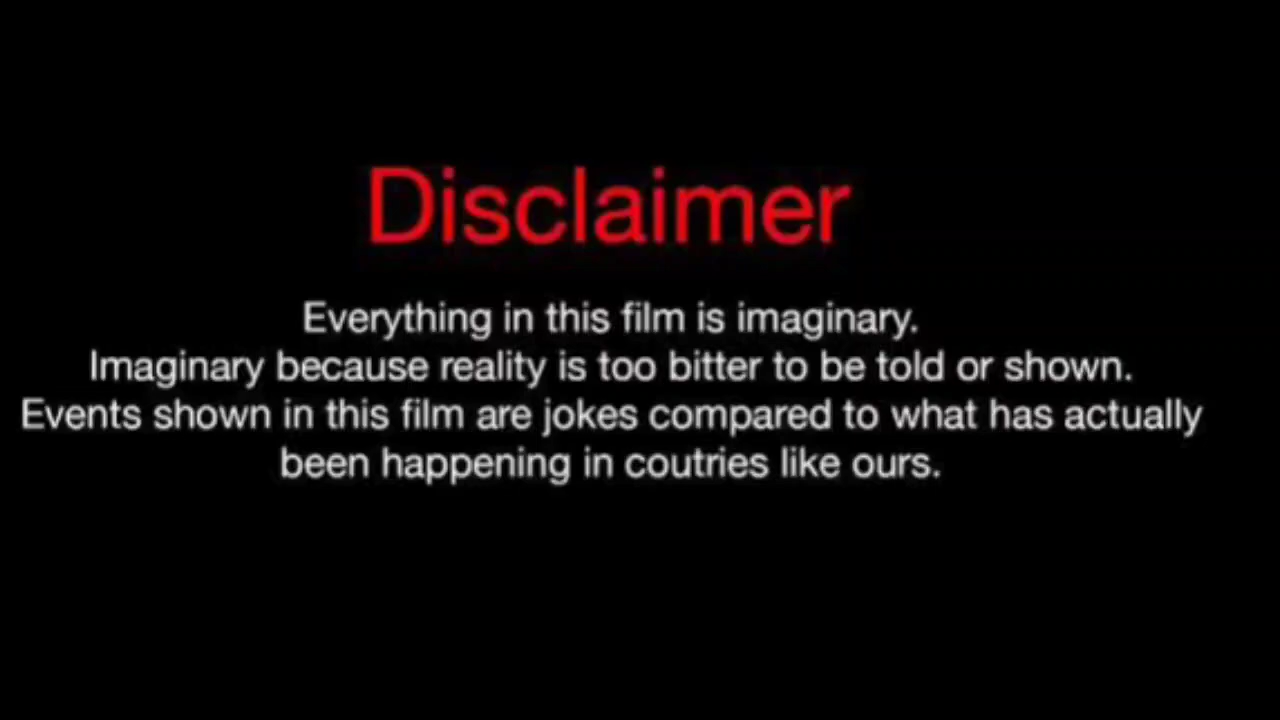 Disclaimer
Everything in this film is imaginary.
Imaginary because reality is too bitter to be told or shown.
Events shown in this film are jokes compared to what has actually
been happening in coutries like ours.